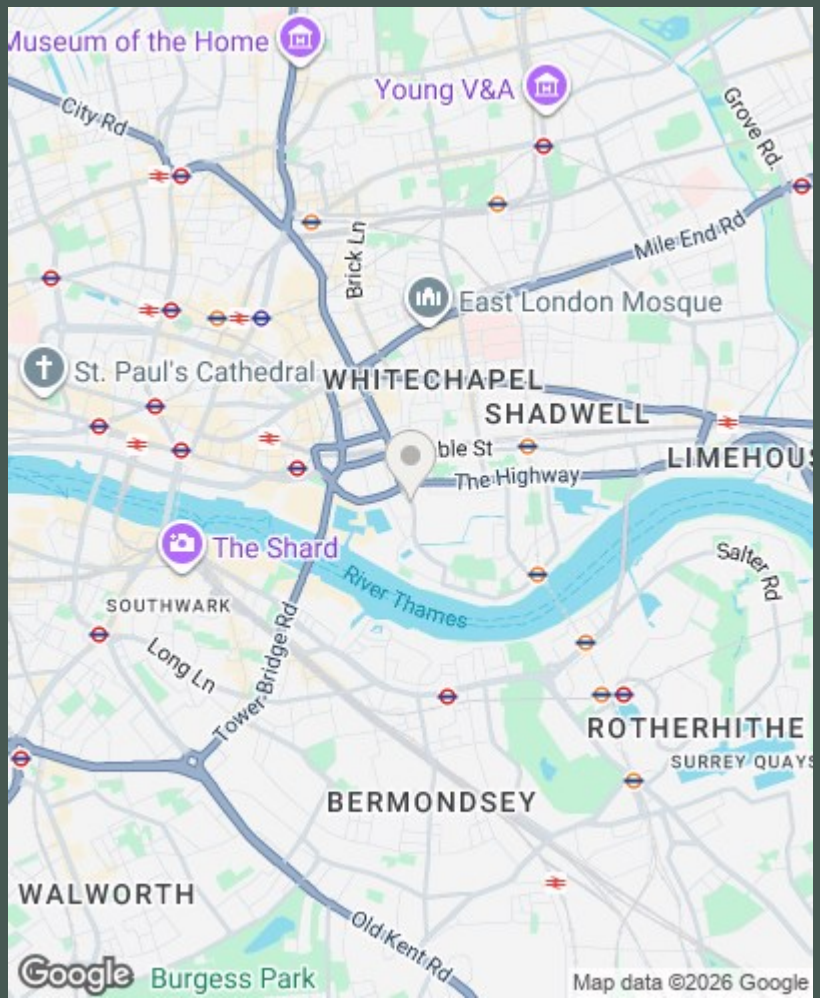 Museum of the Home
Young V&A
City Rd
Grove Rd.
Brick Ln
Mile End Rd
East London Mosque
St. Paul's Cathedral
WHITECHAPEL
SHADWELL
ble St
LIMEHOUS
The Highway
The Shard
River Thames
Salter Rd
SOUTHWARK
Long Ln
Tower Bridge Rd
ROTHERHITHE
SURREY QUAYS
BERMONDSEY
WALWORTH
Old Kent Rd
Google
Burgess Park
Map data ©2026 Google